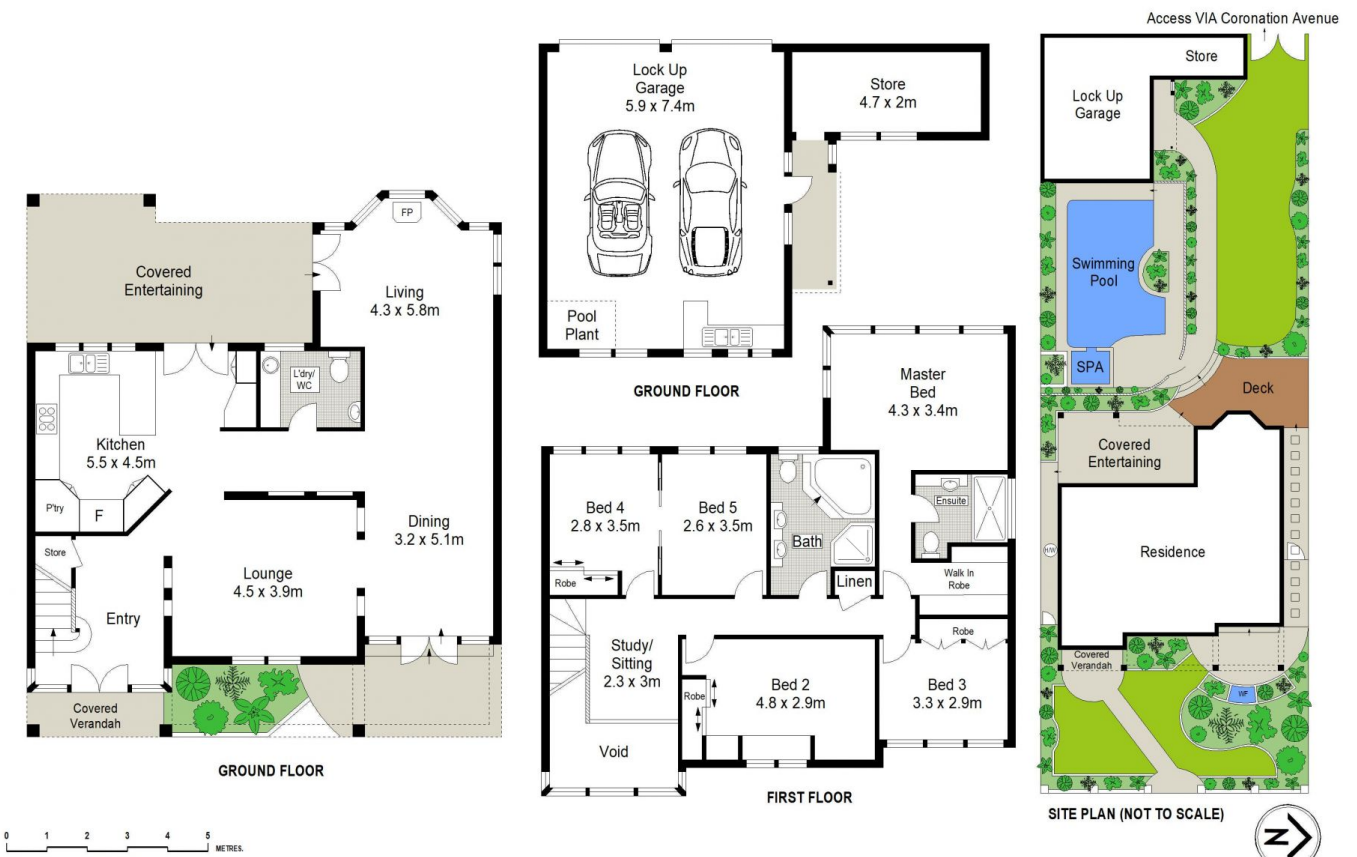 Covered
Entertaining
FP
Living
4.3 x 5.8m
L'dry/
WC
Kitchen
5.5 x 4.5m
P'try
F
Store
Entry
Lounge
4.5 x 3.9m
Dining
3.2 x 5.1m
Covered
Verandah
GROUND FLOOR
0 1 2 3 4 5
METRES.
Lock Up
Garage
5.9 x 7.4m
Store
4.7 x 2m
Pool
Plant
GROUND FLOOR
Master
Bed
4.3 x 3.4m
Bed 4
2.8 x 3.5m
Robe
Bed 5
2.6 x 3.5m
Bath
Ensuite
Linen
Walk In
Robe
Robe
Study/
Sitting
2.3 x 3m
Robe
Bed 2
4.8 x 2.9m
Bed 3
3.3 x 2.9m
Void
FIRST FLOOR
Access VIA Coronation Avenue
Store
Lock Up
Garage
Swimming
Pool
SPA
Deck
Covered
Entertaining
H/W
Residence
Covered
Verandah
WF
SITE PLAN (NOT TO SCALE)
N